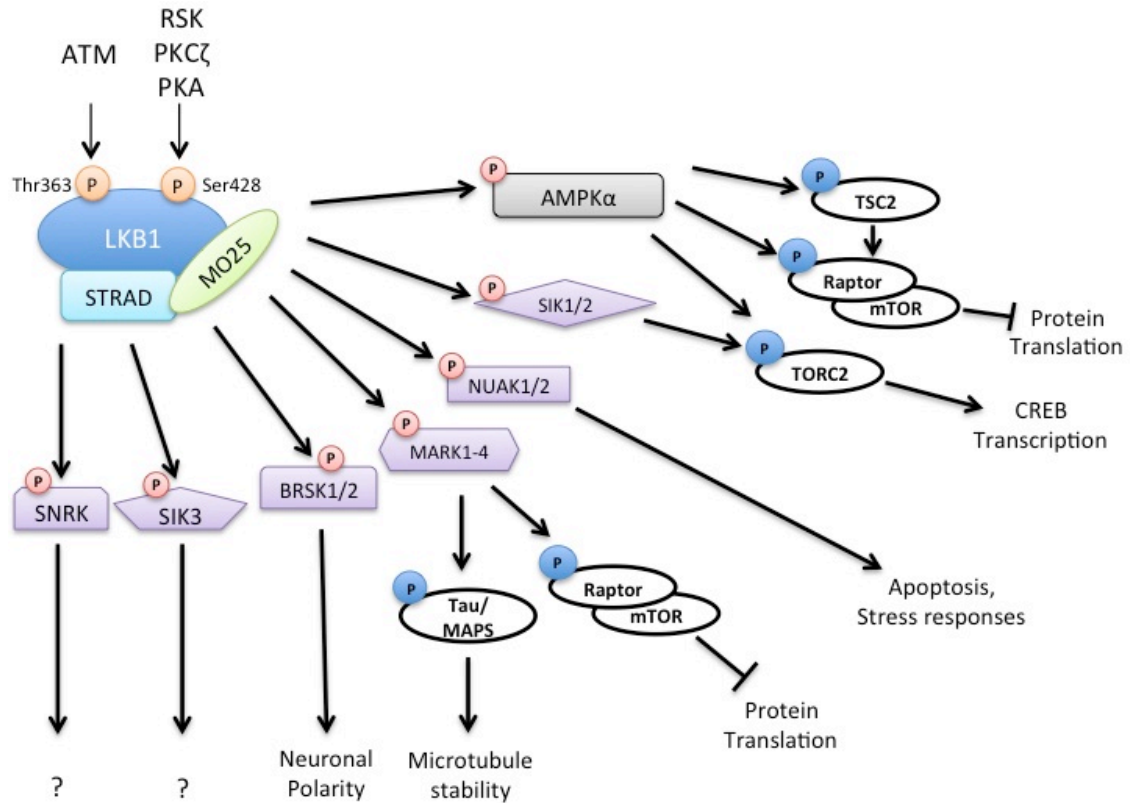 RSK
ATM
PKCζ
PKA
Thr363
P
P
Ser428
LKB1
MO25
STRAD
P
AMPKα
P
TSC2
P
Raptor
mTOR
Protein
Translation
P
SIK1/2
P
TORC2
CREB
Transcription
P
NUAK1/2
P
MARK1-4
P
BRSK1/2
P
SNRK
P
SIK3
P
Tau/
MAPS
P
Raptor
mTOR
Apoptosis,
Stress responses
Protein
Translation
?
?
Neuronal
Polarity
Microtubule
stability